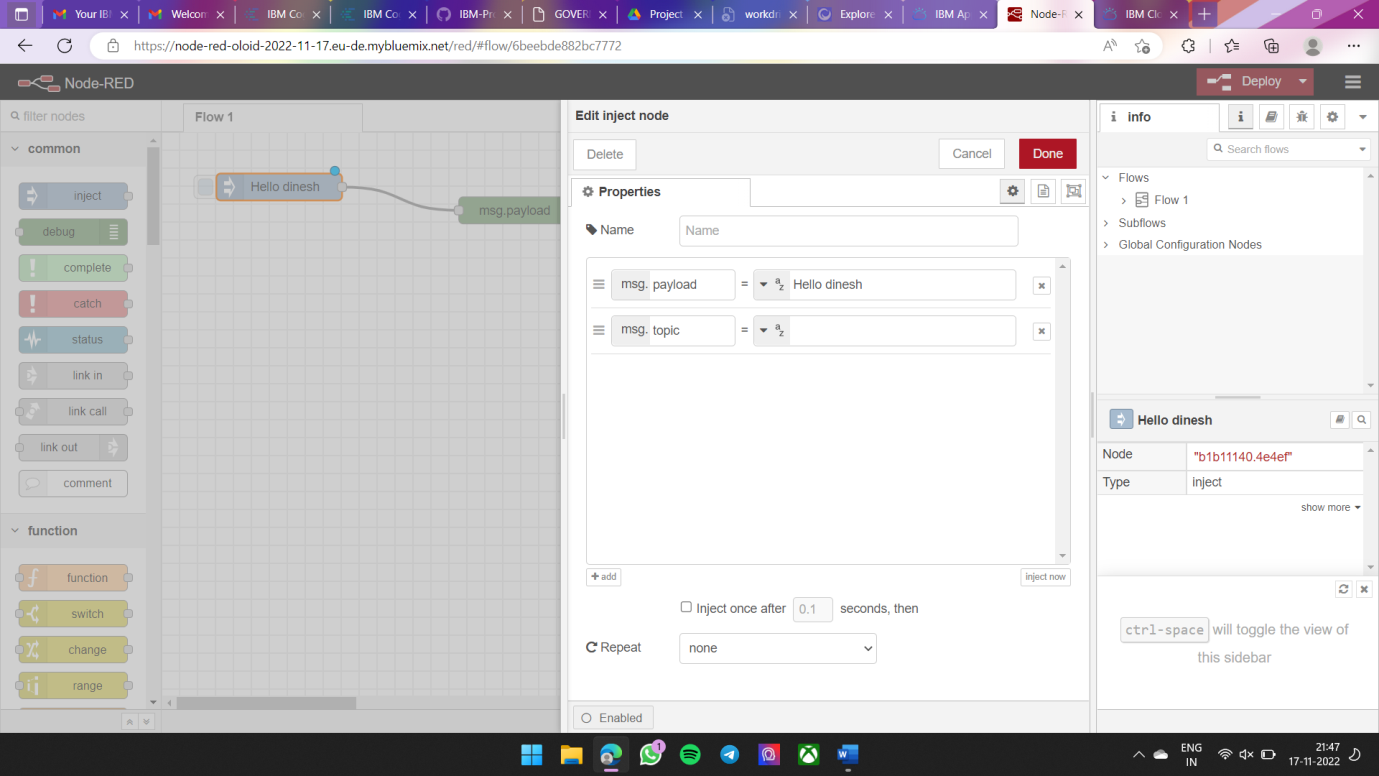 Your IBM
Welcom
IBM Co
IBM Co
IBM-Pro
GOVER
Project
workdri
Explore
IBM Ap
Node-R
IBM Clo
https://node-red-oloid-2022-11-17.eu-de.mybluemix.net/red/#flow/6beebde882bc7772
Node-RED
Deploy
filter nodes
common
inject
debug
complete
catch
status
link in
link call
link out
comment
function
function
switch
change
range
Flow 1
Hello dinesh
msg.payload
Edit inject node
Delete
Cancel
Done
Properties
Name
Name
msg. payload = a z Hello dinesh
msg. topic = a z
add
inject now
Inject once after 0.1 seconds, then
Repeat
none
Enabled
i info
i
Search flows
Flows
Flow 1
Subflows
Global Configuration Nodes
Hello dinesh
Node "b1b11140.4e4ef"
Type inject
show more
ctrl-space will toggle the view of
this sidebar
1
ENG
IN
21:47
17-11-2022